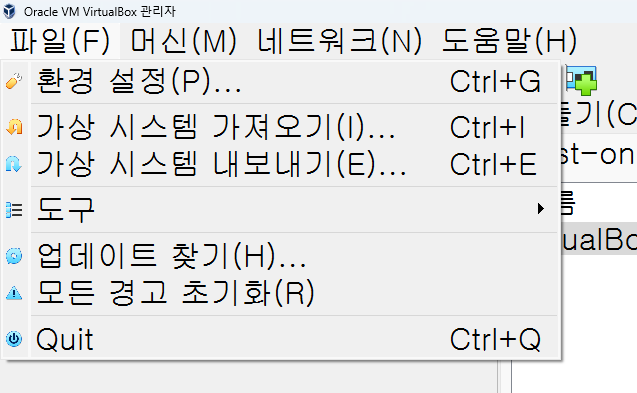 Oracle VM VirtualBox 관리자
파일(F) 머신(M) 네트워크(N) 도움말(H)
환경 설정(P)... Ctrl+G
가상 시스템 가져오기(I)... Ctrl+I
가상 시스템 내보내기(E)... Ctrl+E
도구
업데이트 찾기(H)...
모든 경고 초기화(R)
Quit Ctrl+Q